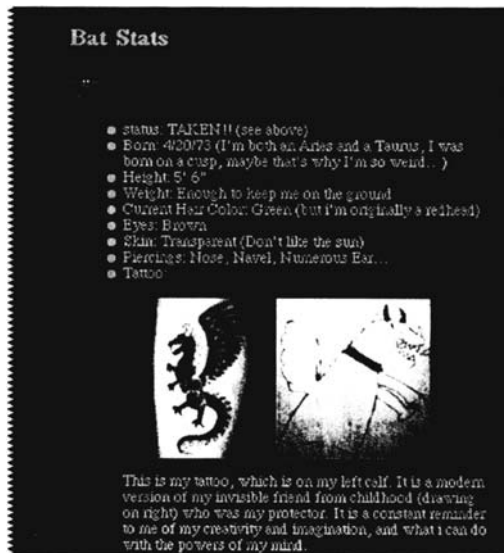 Bat Stats
status: TAKEN!! (see above)
Born: 4/20/73 (I'm both an Aries and a Taurus, I was
born on a cusp, maybe that's why I'm so weird...)
Height: 5' 6"
Weight: Enough to keep me on the ground
Current Hair Color: Green (but i'm originally a redhead)
Eyes: Brown
Skin: Transparent (Don't like the sun)
Piercings: Nose, Navel, Numerous Ear...
Tattoo:
This is my tattoo, which is on my left calf. It is a modern
version of my invisible friend from childhood (drawing
on right) who was my protector. It is a constant reminder
to me of my creativity and imagination, and what i can do
with the powers of my mind.